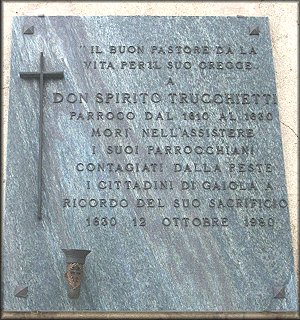 "IL BUON PASTORE DA LA
VITA PER IL SUO GREGGE
A
DON SPIRITO TRUCCHIETTI
PARROCO DAL 1610 AL 1630
MORI NELL'ASSISTERE
I SUOI PARROCCHIANI
CONTAGIATI DALLA PESTE
I CITTADINI DI GAIOLA A
RICORDO DEL SUO SACRIFICIO
1630 12 OTTOBRE 1980